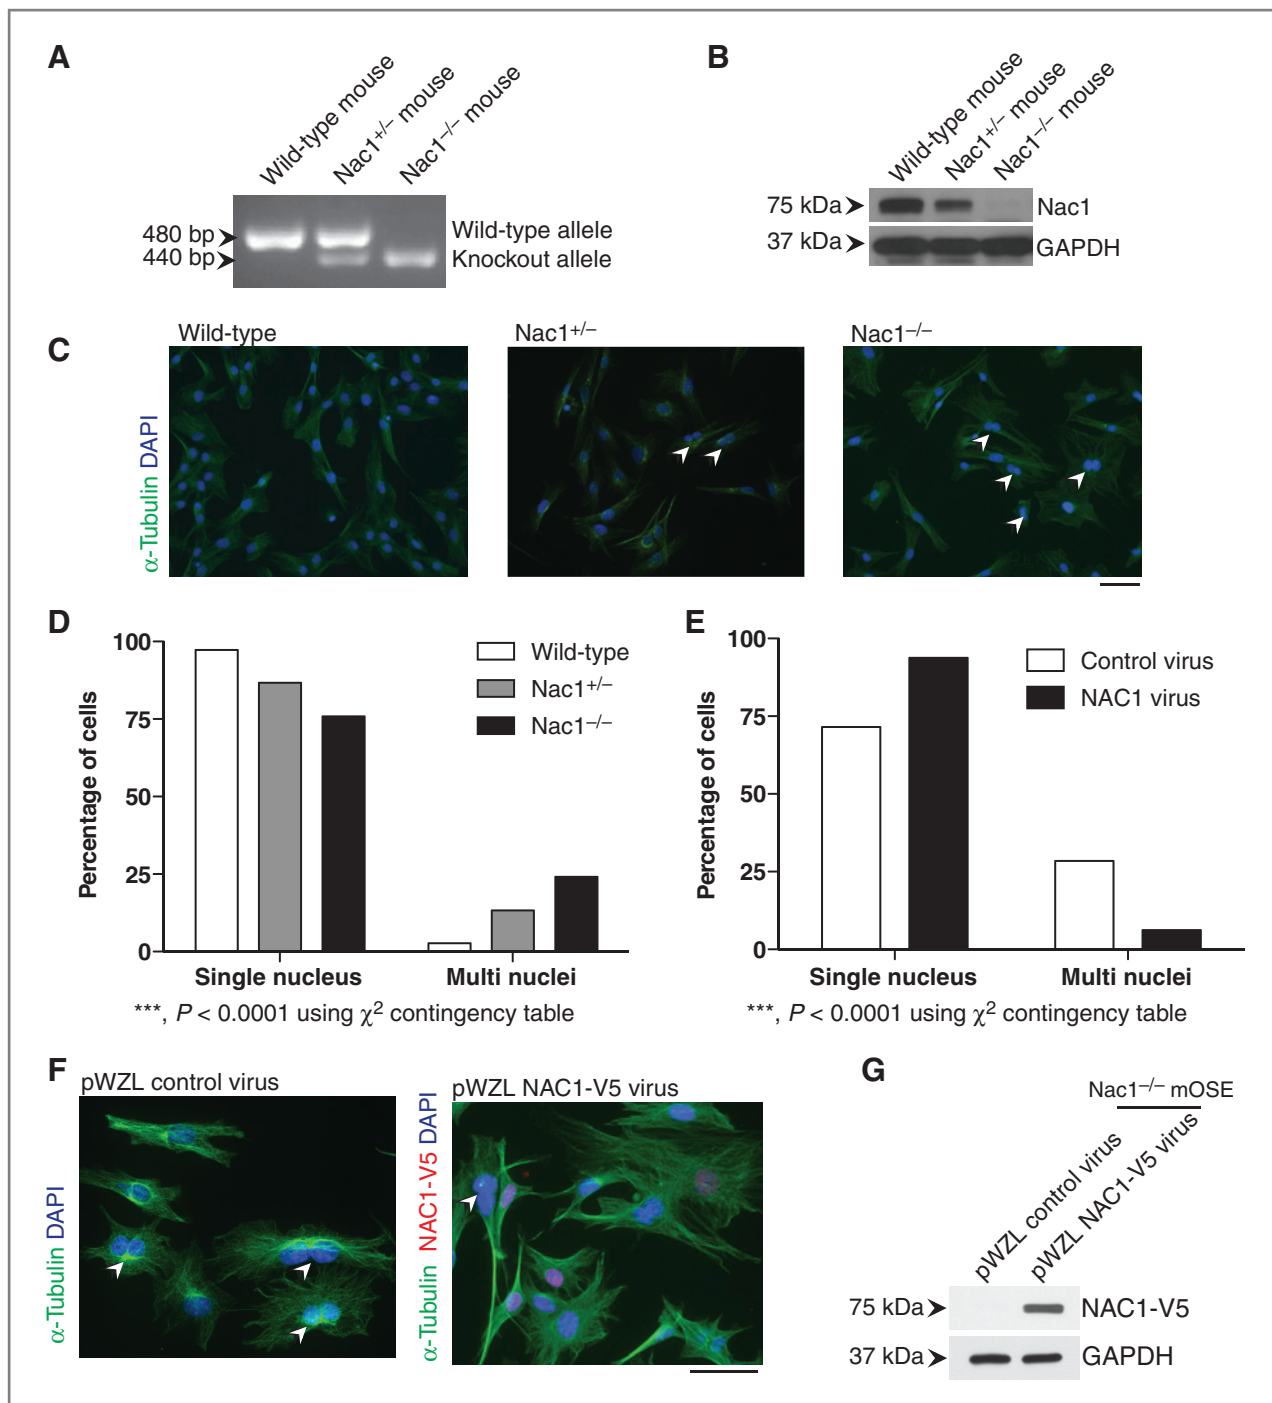 A
Wild-type mouse
Nac1+/– mouse
Nac1–/– mouse
480 bp
440 bp
Wild-type allele
Knockout allele
B
Wild-type mouse
Nac1+/– mouse
Nac1–/– mouse
75 kDa
Nac1
37 kDa
GAPDH
C
Wild-type
Nac1+/–
Nac1–/–
α-Tubulin DAPI
D
Percentage of cells
100
75
50
25
0
Wild-type
Nac1+/–
Nac1–/–
Single nucleus
Multi nuclei
***, P < 0.0001 using χ2 contingency table
E
Percentage of cells
100
75
50
25
0
Control virus
NAC1 virus
Single nucleus
Multi nuclei
***, P < 0.0001 using χ2 contingency table
F
pWZL control virus
α-Tubulin DAPI
pWZL NAC1-V5 virus
α-Tubulin NAC1-V5 DAPI
G
Nac1–/– mOSE
pWZL control virus
pWZL NAC1-V5 virus
75 kDa
NAC1-V5
37 kDa
GAPDH